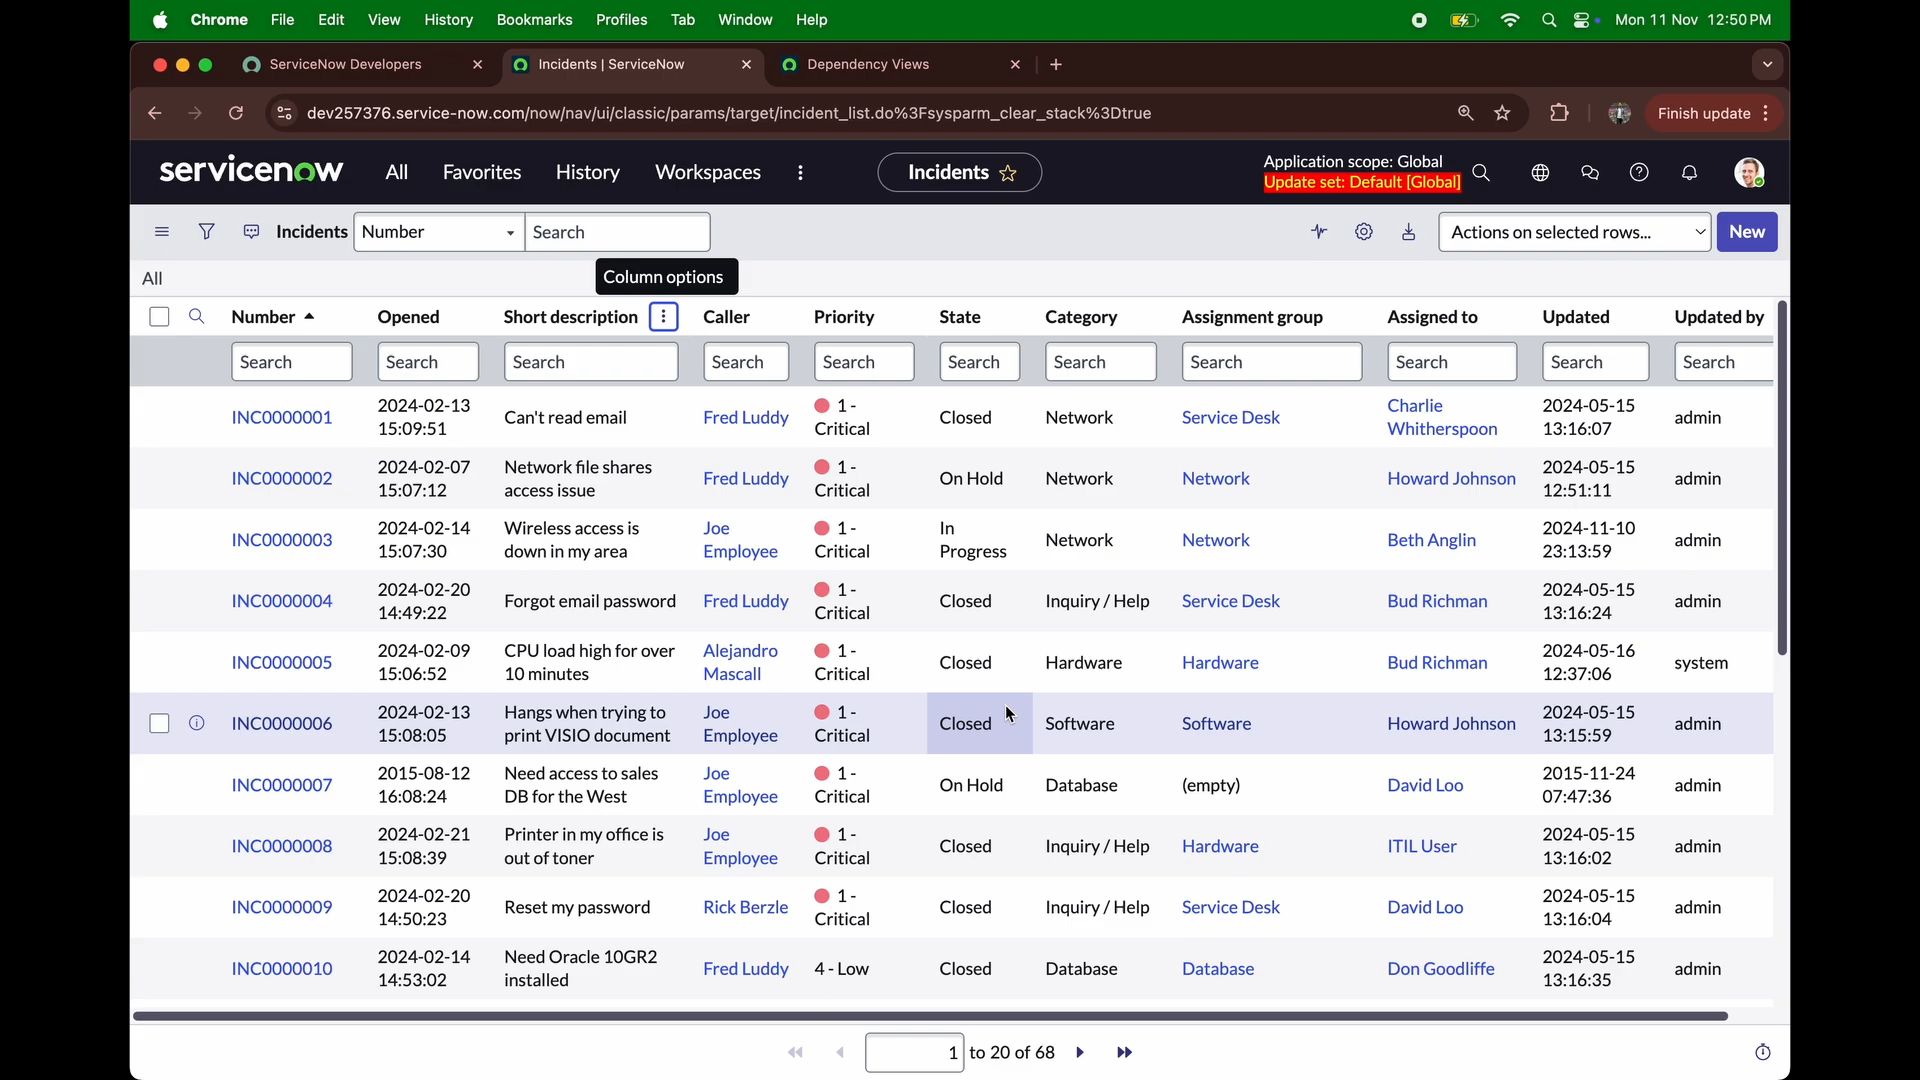 Chrome File Edit View History Bookmarks Profiles Tab Window Help Mon 11 Nov 12:50 PM
ServiceNow Developers Incidents | ServiceNow Dependency Views
dev257376.service-now.com/now/nav/ui/classic/params/target/incident_list.do%3Fsysparm_clear_stack%3Dtrue Finish update
servicenow All Favorites History Workspaces Incidents
Application scope: Global
Update set: Default [Global]
Incidents Number Search Actions on selected rows... New
All
Column options
Number Opened Short description Caller Priority State Category Assignment group Assigned to Updated Updated by
Search Search Search Search Search Search Search Search Search Search Search
INC0000001 2024-02-13 15:09:51 Can't read email Fred Luddy 1 - Critical Closed Network Service Desk Charlie Whitherspoon 2024-05-15 13:16:07 admin
INC0000002 2024-02-07 15:07:12 Network file shares access issue Fred Luddy 1 - Critical On Hold Network Network Howard Johnson 2024-05-15 12:51:11 admin
INC0000003 2024-02-14 15:07:30 Wireless access is down in my area Joe Employee 1 - Critical In Progress Network Network Beth Anglin 2024-11-10 23:13:59 admin
INC0000004 2024-02-20 14:49:22 Forgot email password Fred Luddy 1 - Critical Closed Inquiry / Help Service Desk Bud Richman 2024-05-15 13:16:24 admin
INC0000005 2024-02-09 15:06:52 CPU load high for over 10 minutes Alejandro Mascall 1 - Critical Closed Hardware Hardware Bud Richman 2024-05-16 12:37:06 system
INC0000006 2024-02-13 15:08:05 Hangs when trying to print VISIO document Joe Employee 1 - Critical Closed Software Software Howard Johnson 2024-05-15 13:15:59 admin
INC0000007 2015-08-12 16:08:24 Need access to sales DB for the West Joe Employee 1 - Critical On Hold Database (empty) David Loo 2015-11-24 07:47:36 admin
INC0000008 2024-02-21 15:08:39 Printer in my office is out of toner Joe Employee 1 - Critical Closed Inquiry / Help Hardware ITIL User 2024-05-15 13:16:02 admin
INC0000009 2024-02-20 14:50:23 Reset my password Rick Berzle 1 - Critical Closed Inquiry / Help Service Desk David Loo 2024-05-15 13:16:04 admin
INC0000010 2024-02-14 14:53:02 Need Oracle 10GR2 installed Fred Luddy 4 - Low Closed Database Database Don Goodliffe 2024-05-15 13:16:35 admin
1 to 20 of 68